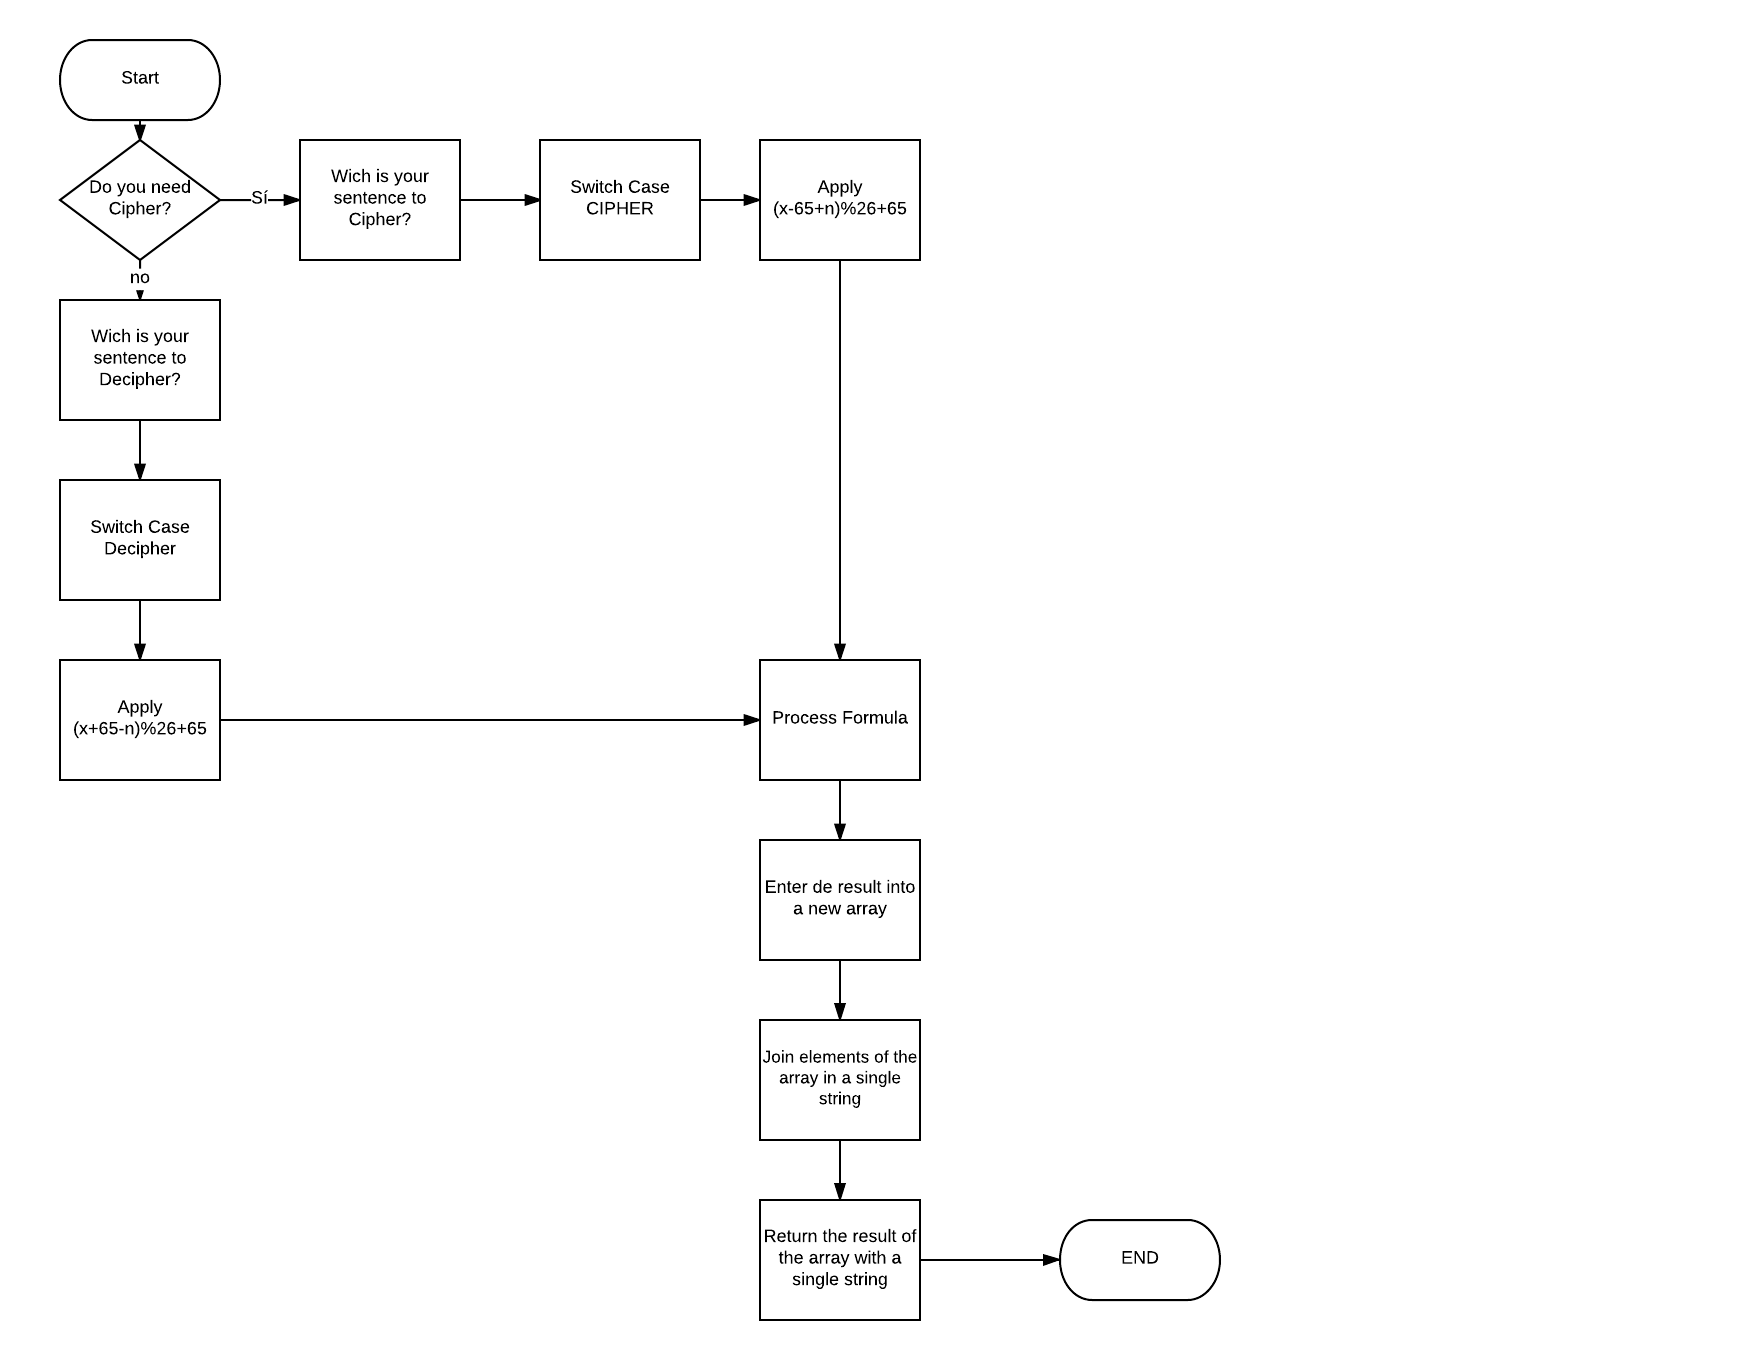 Start
Do you need
Cipher?
Sí
Wich is your
sentence to
Cipher?
Switch Case
CIPHER
Apply
(x-65+n)%26+65
no
Wich is your
sentence to
Decipher?
Switch Case
Decipher
Apply
(x+65-n)%26+65
Process Formula
Enter de result into
a new array
Join elements of the
array in a single
string
Return the result of
the array with a
single string
END